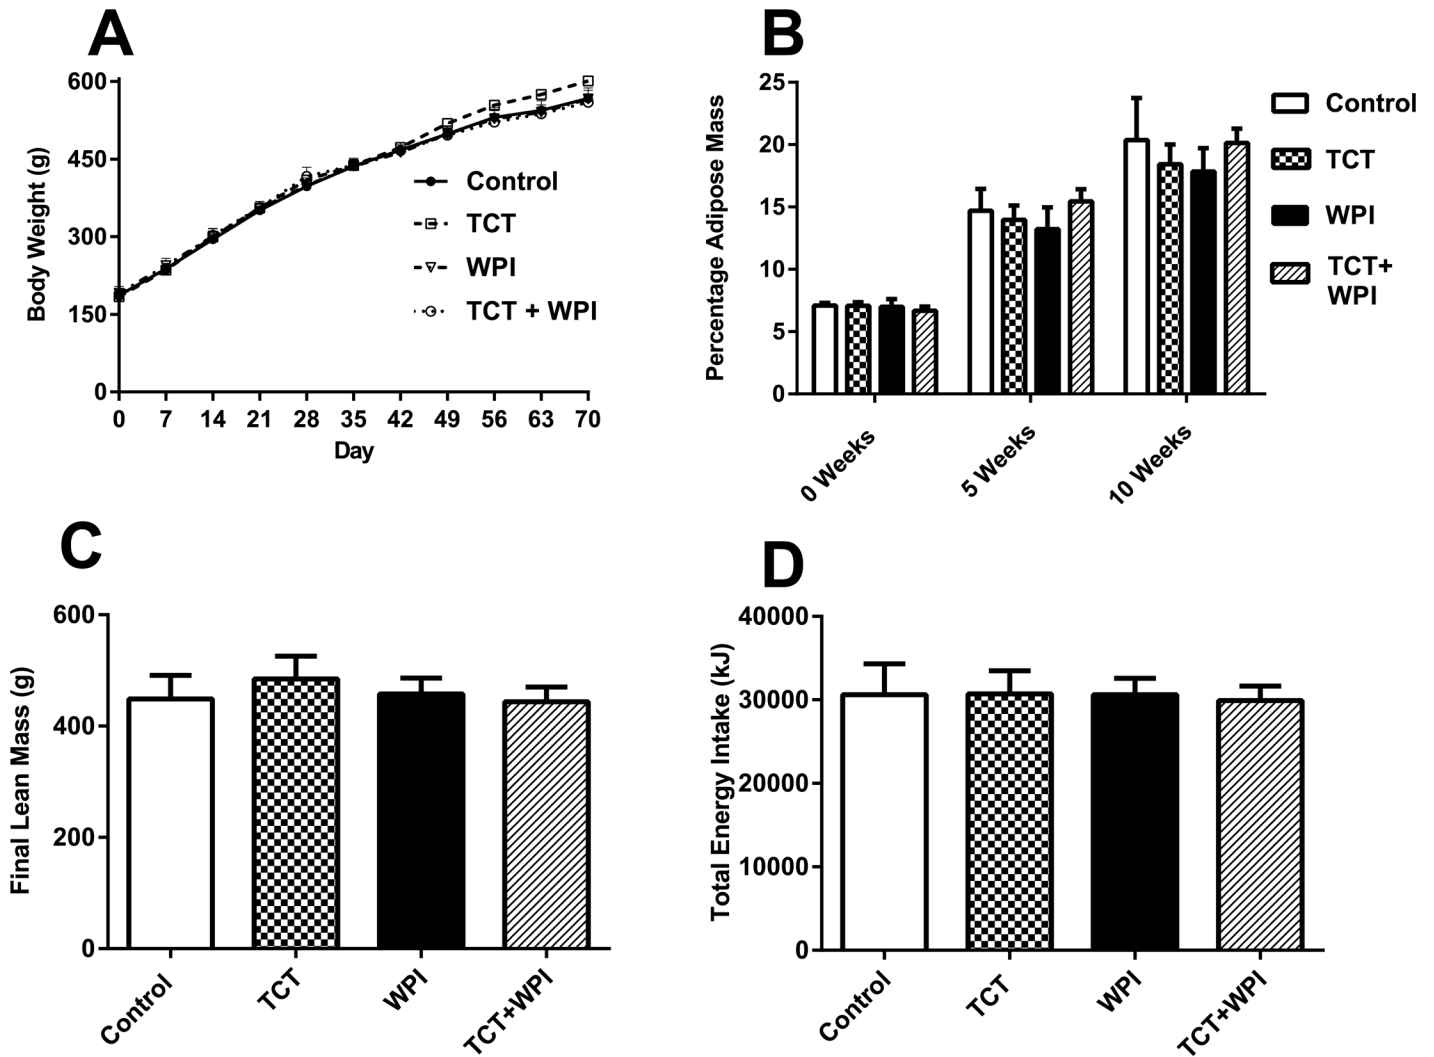 A
Body Weight (g)
600
450
300
150
0
0 7 14 21 28 35 42 49 56 63 70
Day
Control
TCT
WPI
TCT + WPI
B
Percentage Adipose Mass
25
20
15
10
5
0
0 Weeks
5 Weeks
10 Weeks
Control
TCT
WPI
TCT+
WPI
C
Final Lean Mass (g)
600
400
200
0
Control
TCT
WPI
TCT+WPI
D
Total Energy Intake (kJ)
40000
30000
20000
10000
0
Control
TCT
WPI
TCT+WPI